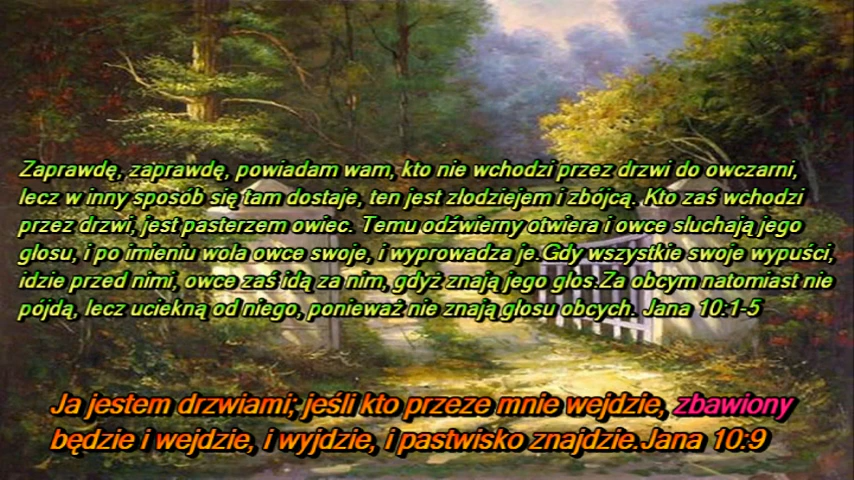 Zaprawdę, zaprawdę, powiadam wam, kto nie wchodzi przez drzwi do owczarni,
lecz w inny sposób się tam dostaje, ten jest złodziejem i zbójcą. Kto zaś wchodzi
przez drzwi, jest pasterzem owiec. Temu odźwierny otwiera i owce słuchają jego
głosu, i po imieniu woła owce swoje, i wyprowadza je.Gdy wszystkie swoje wypuści,
idzie przed nimi, owce zaś idą za nim, gdyż znają jego głos.Za obcym natomiast nie
pójdą, lecz uciekną od niego, ponieważ nie znają głosu obcych. Jana 10:1-5
Ja jestem drzwiami; jeśli kto przeze mnie wejdzie, zbawiony
będzie i wejdzie, i wyjdzie, i pastwisko znajdzie.Jana 10:9